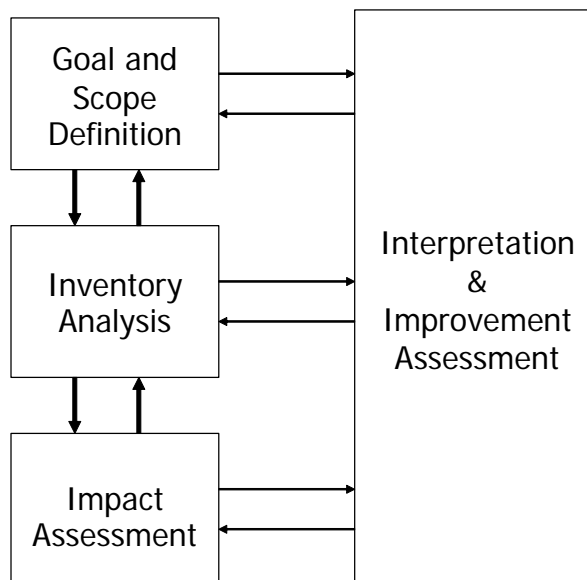 Goal and
Scope
Definition
Inventory
Analysis
Impact
Assessment
Interpretation
&
Improvement
Assessment